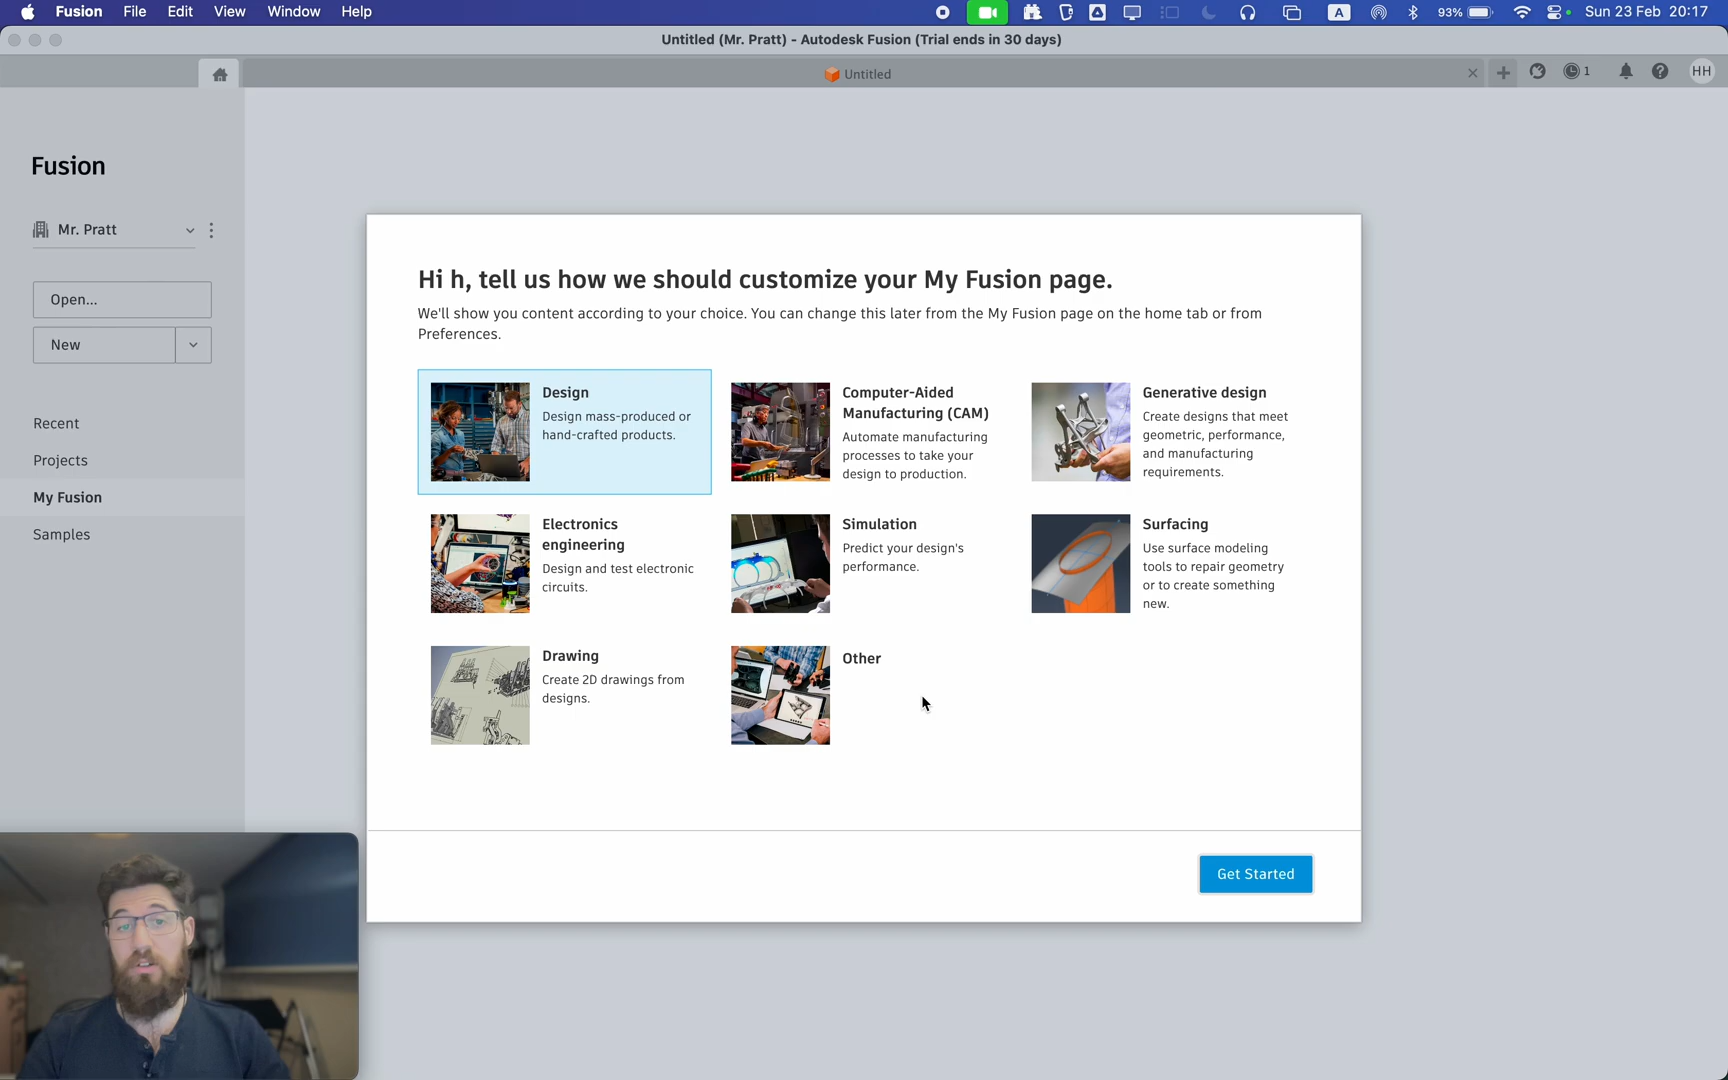 Fusion File Edit View Window Help
A 93% Sun 23 Feb 20:17
Untitled (Mr. Pratt) - Autodesk Fusion (Trial ends in 30 days)
Untitled
1
HH
Fusion
Mr. Pratt
Open...
New
Recent
Projects
My Fusion
Samples
Hi h, tell us how we should customize your My Fusion page.
We'll show you content according to your choice. You can change this later from the My Fusion page on the home tab or from
Preferences.
Design
Design mass-produced or
hand-crafted products.
Computer-Aided
Manufacturing (CAM)
Automate manufacturing
processes to take your
design to production.
Generative design
Create designs that meet
geometric, performance,
and manufacturing
requirements.
Electronics
engineering
Design and test electronic
circuits.
Simulation
Predict your design's
performance.
Surfacing
Use surface modeling
tools to repair geometry
or to create something
new.
Drawing
Create 2D drawings from
designs.
Other
Get Started